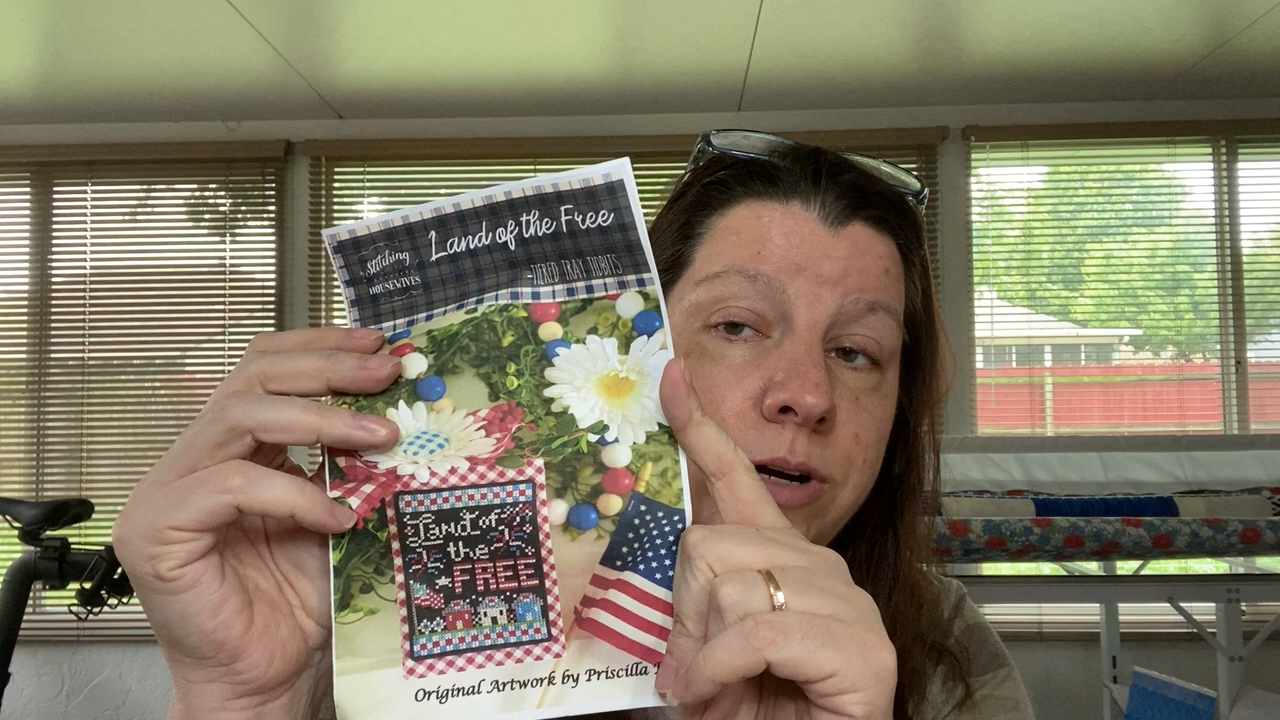 Land of the Free
Stitching
HOUSEWIVES
-TIERED TRAY TIDBITS
Land of
the
FREE
Original Artwork by Priscilla